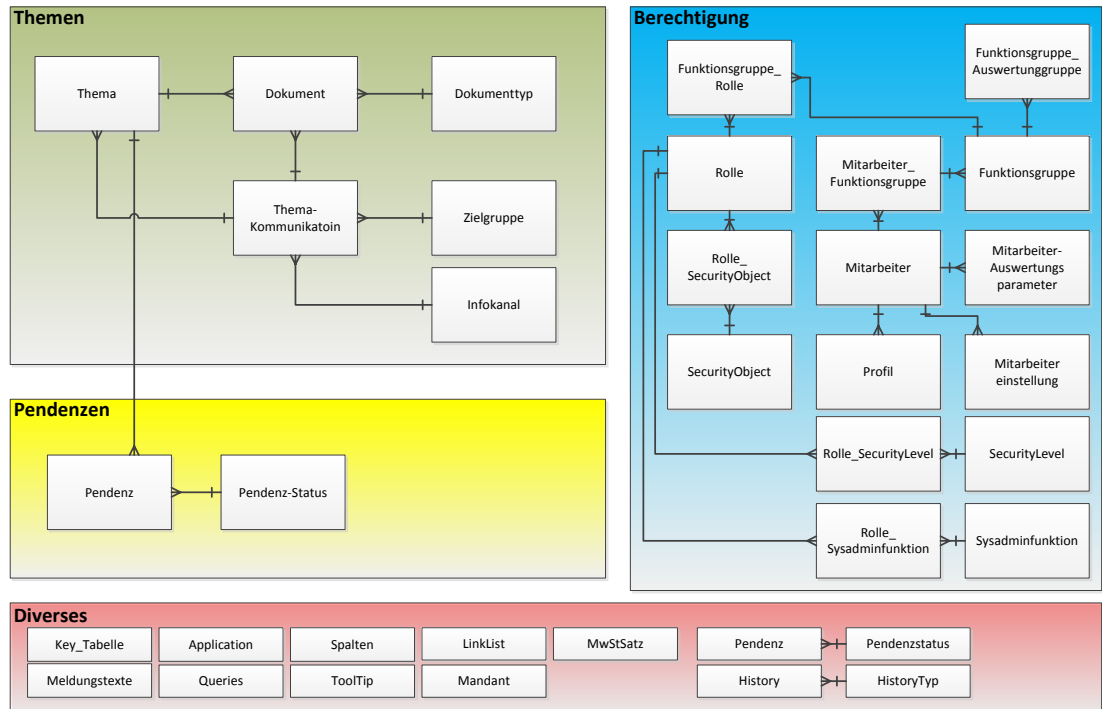 Themen
Thema
Dokument
Dokumenttyp
Thema-
Kommunikatoin
Zielgruppe
Infokanal
Pendenzen
Pendenz
Pendenz-Status
Berechtigung
Funktionsgruppe_
Rolle
Funktionsgruppe_
Auswertunggruppe
Rolle
Mitarbeiter_
Funktionsgruppe
Funktionsgruppe
Rolle_
SecurityObject
Mitarbeiter
Mitarbeiter-
Auswertungs
parameter
SecurityObject
Profil
Mitarbeiter
einstellung
Rolle_SecurityLevel
SecurityLevel
Rolle_
Sysadminfunktion
Sysadminfunktion
Diverses
Key_Tabelle
Application
Spalten
LinkList
MwStSatz
Pendenz
Pendenzstatus
Meldungstexte
Queries
ToolTip
Mandant
History
HistoryTyp